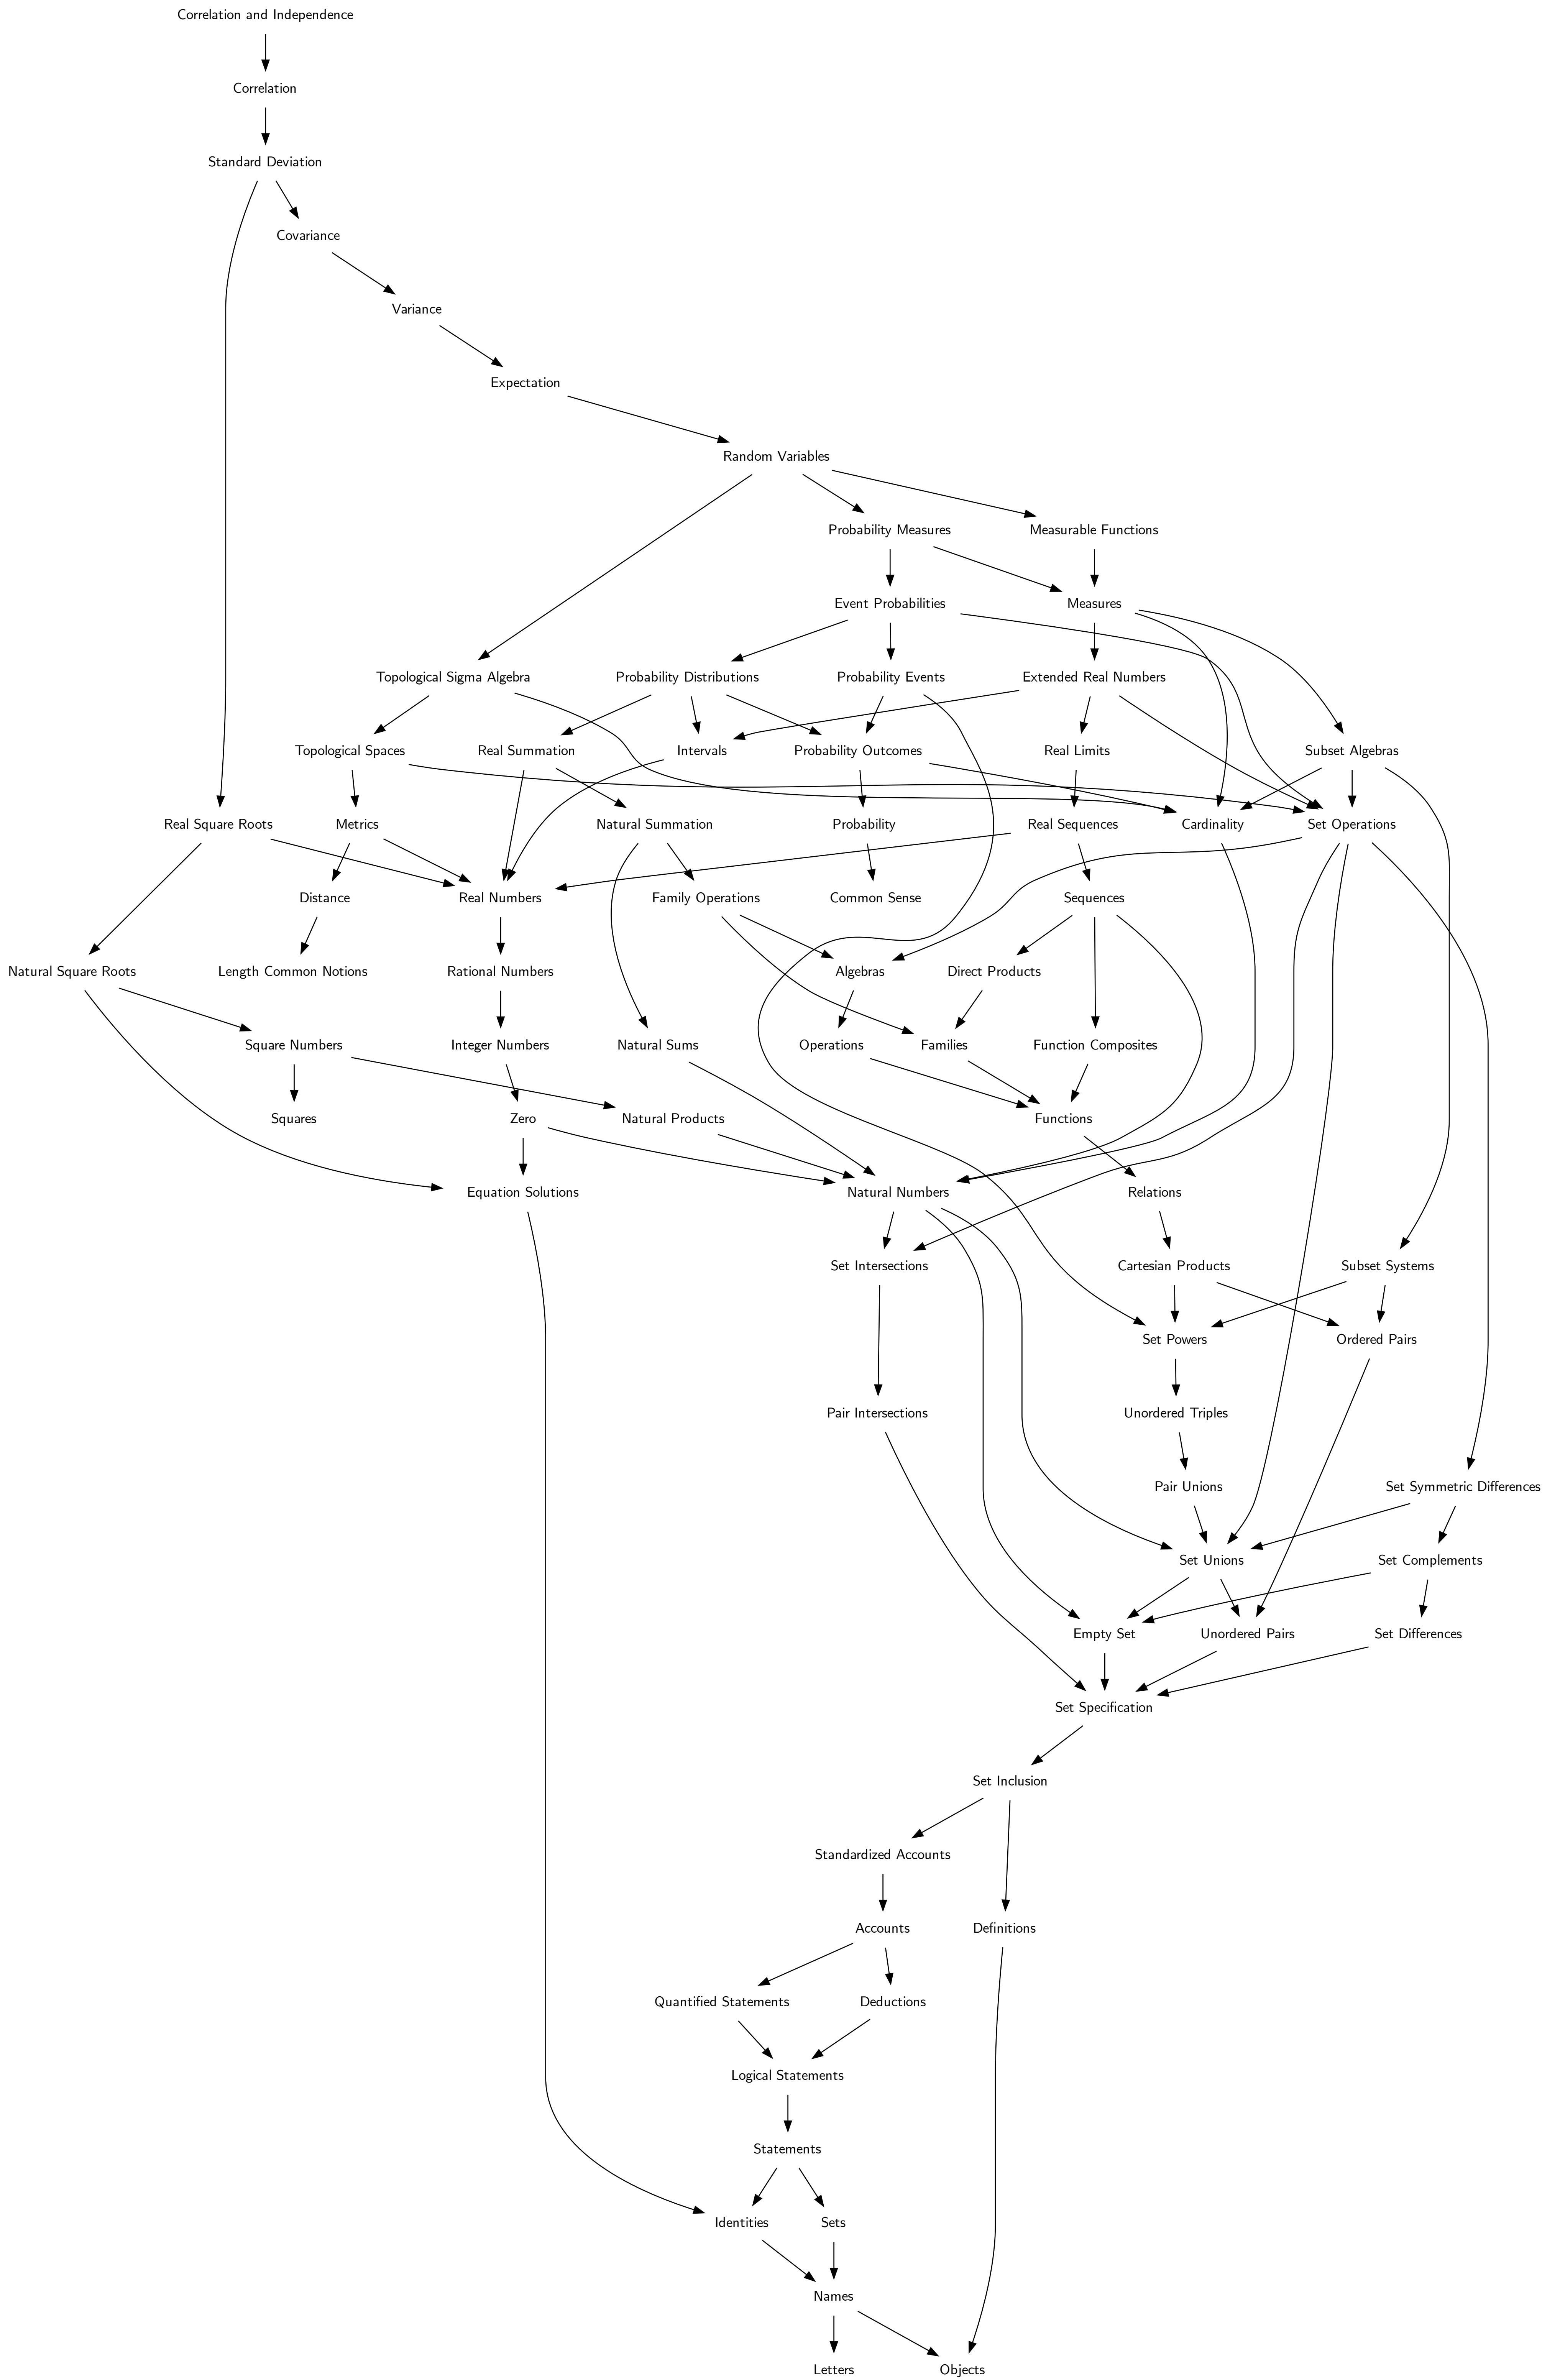 Correlation and Independence
Correlation
Standard Deviation
Covariance
Variance
Expectation
Random Variables
Probability Measures
Measurable Functions
Event Probabilities
Measures
Topological Sigma Algebra
Probability Distributions
Probability Events
Extended Real Numbers
Topological Spaces
Real Summation
Intervals
Probability Outcomes
Real Limits
Subset Algebras
Real Square Roots
Metrics
Natural Summation
Probability
Real Sequences
Cardinality
Set Operations
Distance
Real Numbers
Family Operations
Common Sense
Sequences
Natural Square Roots
Length Common Notions
Rational Numbers
Algebras
Direct Products
Square Numbers
Integer Numbers
Natural Sums
Operations
Families
Function Composites
Squares
Zero
Natural Products
Functions
Equation Solutions
Natural Numbers
Relations
Set Intersections
Cartesian Products
Subset Systems
Set Powers
Ordered Pairs
Pair Intersections
Unordered Triples
Pair Unions
Set Symmetric Differences
Set Unions
Set Complements
Empty Set
Unordered Pairs
Set Differences
Set Specification
Set Inclusion
Standardized Accounts
Accounts
Definitions
Quantified Statements
Deductions
Logical Statements
Statements
Identities
Sets
Names
Letters
Objects